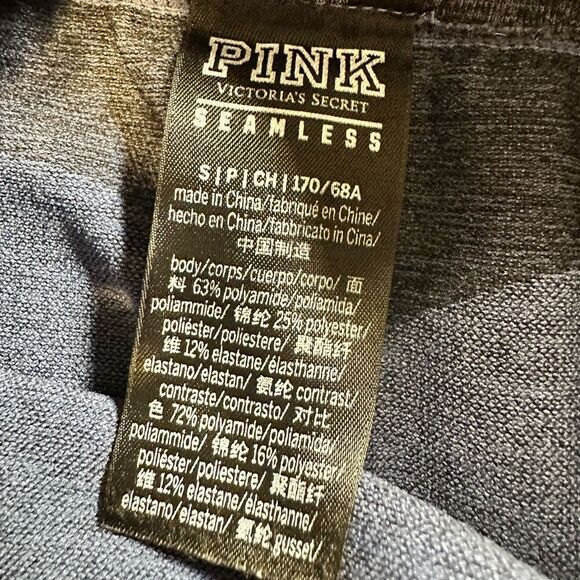 PINK
VICTORIA'S SECRET
SEAMLESS
S|P|CH|170/68A
made in China/fabriqué en Chine/
hecho en China/fabbricato in Cina/
中国制造
body/corps/cuerpo/corpo/ 面
料 63% polyamide/poliamida/
poliammide/ 锦纶 25% polyester/
poliéster/poliestere/ 聚酯纤
维 12% elastane/élasthanne/
elastano/elastan/ 氨纶 contrast/
contraste/contrasto/ 对比
色 72% polyamide/poliamida/
poliammide/ 锦纶 16% polyester/
poliéster/poliestere/ 聚酯纤
维 12% elastane/élasthanne/
elastano/elastan/ 氨纶 gusset/